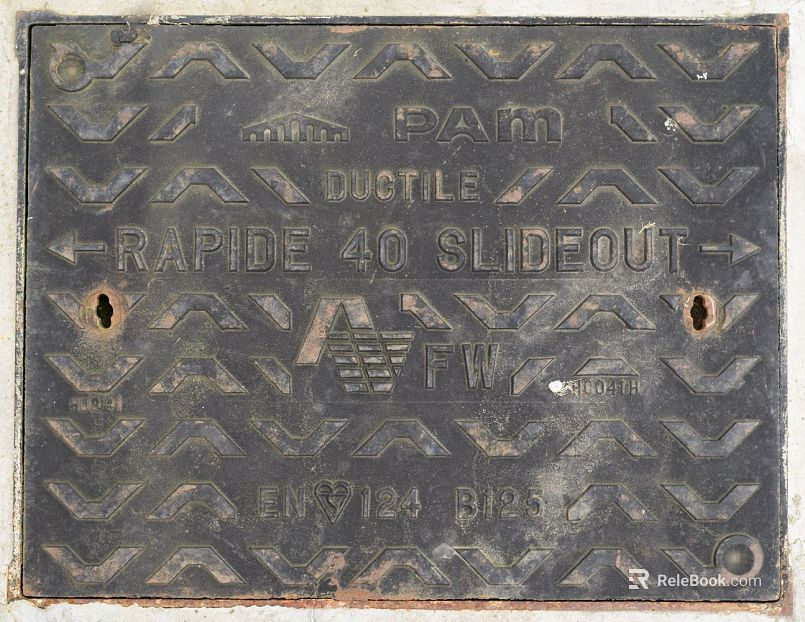 PAM
DUCTILE
RAPIDE 40 SLIDEOUT
FW
HC041H
EN 124 B125
ReleBook.com